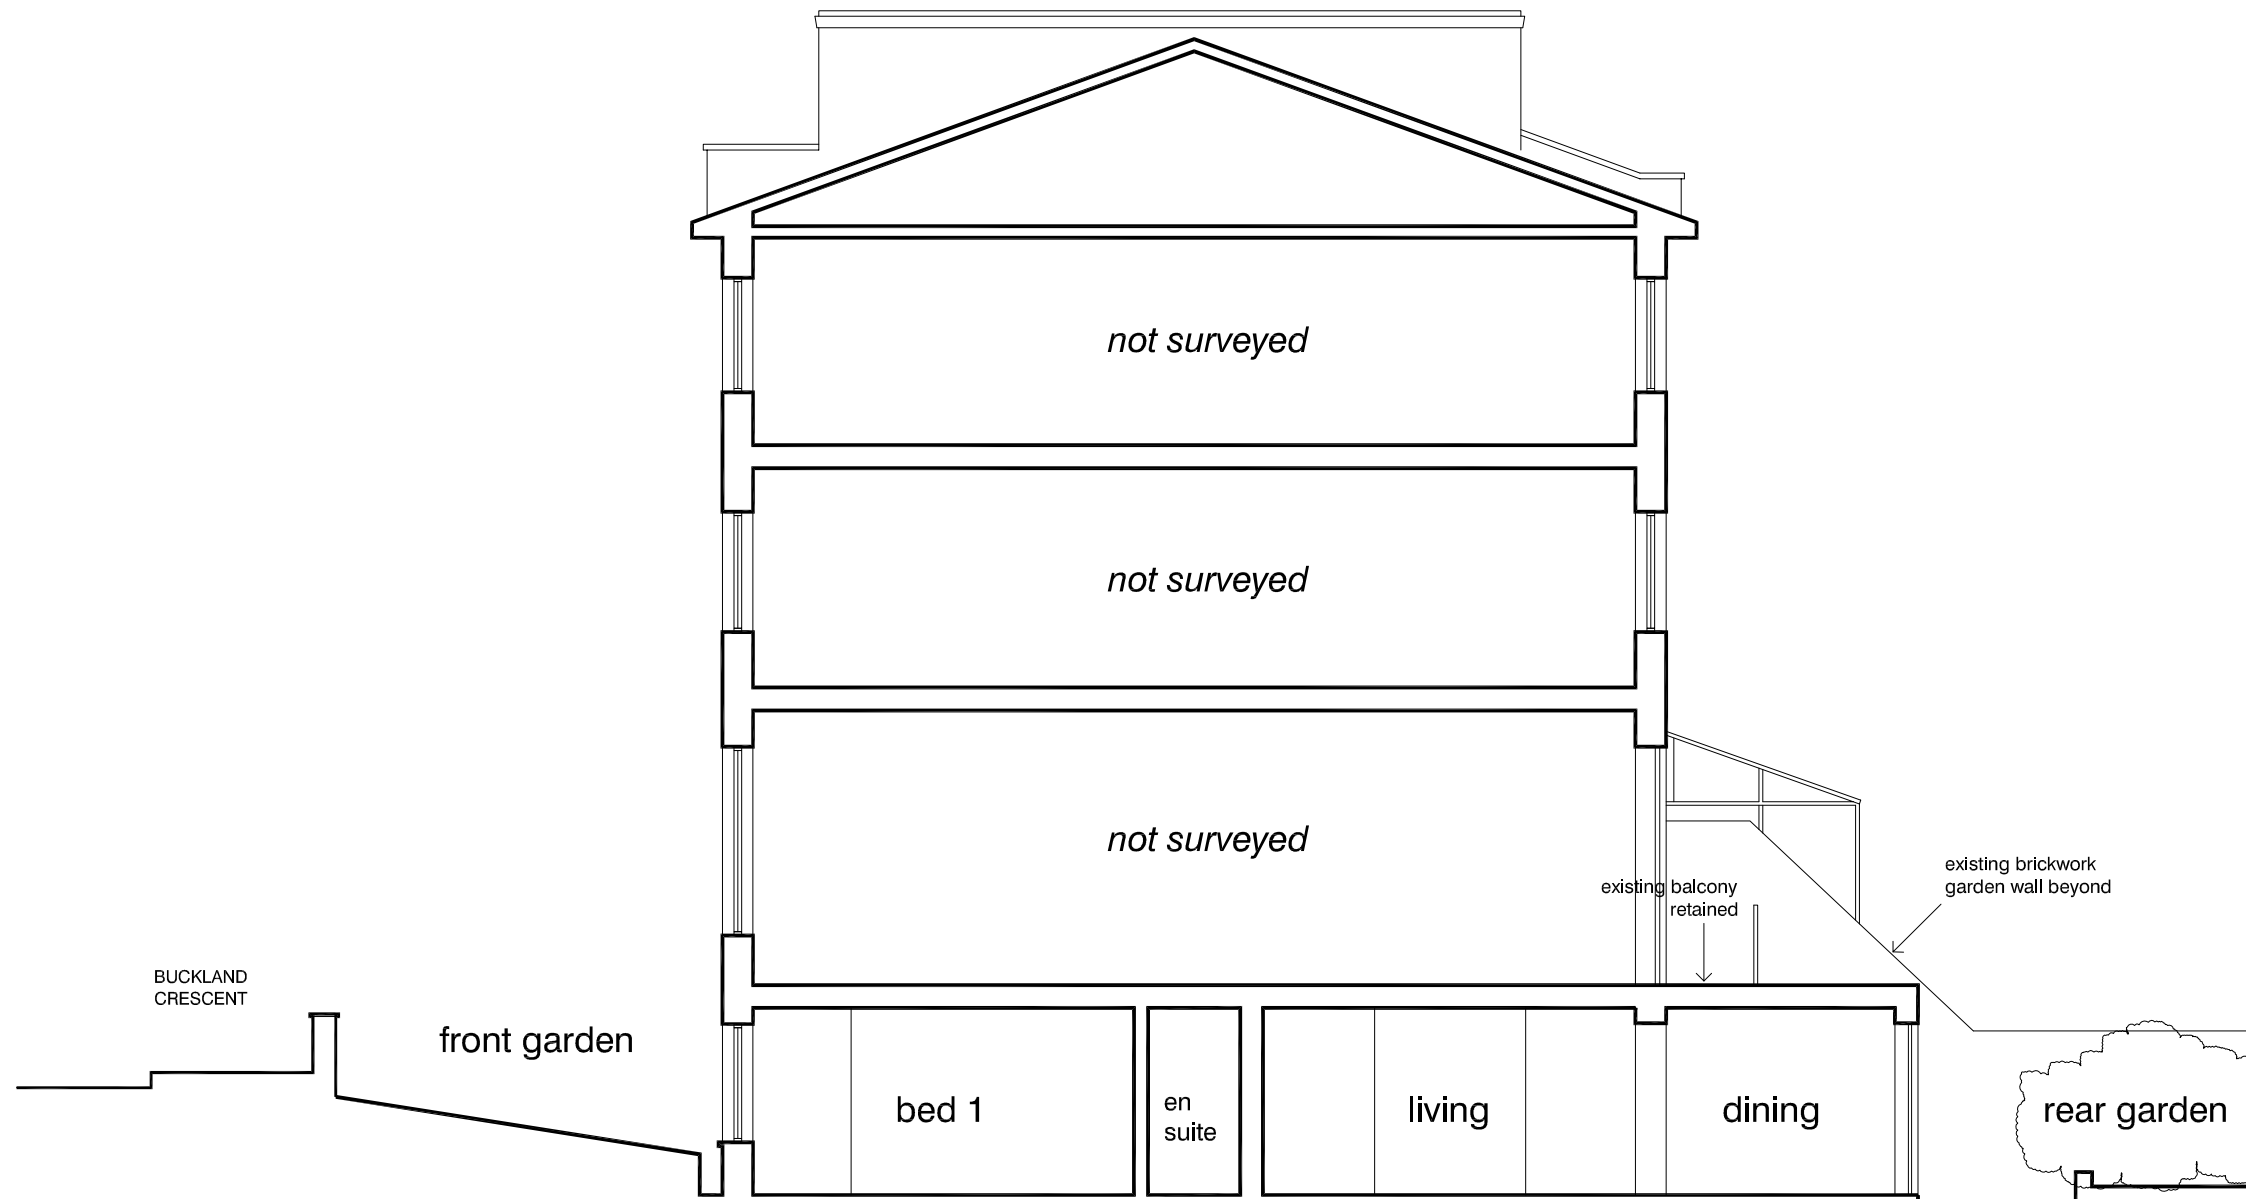 not surveyed
not surveyed
not surveyed
existing balcony
retained
existing brickwork
garden wall beyond
BUCKLAND
CRESCENT
front garden
bed 1
en
suite
living
dining
rear garden